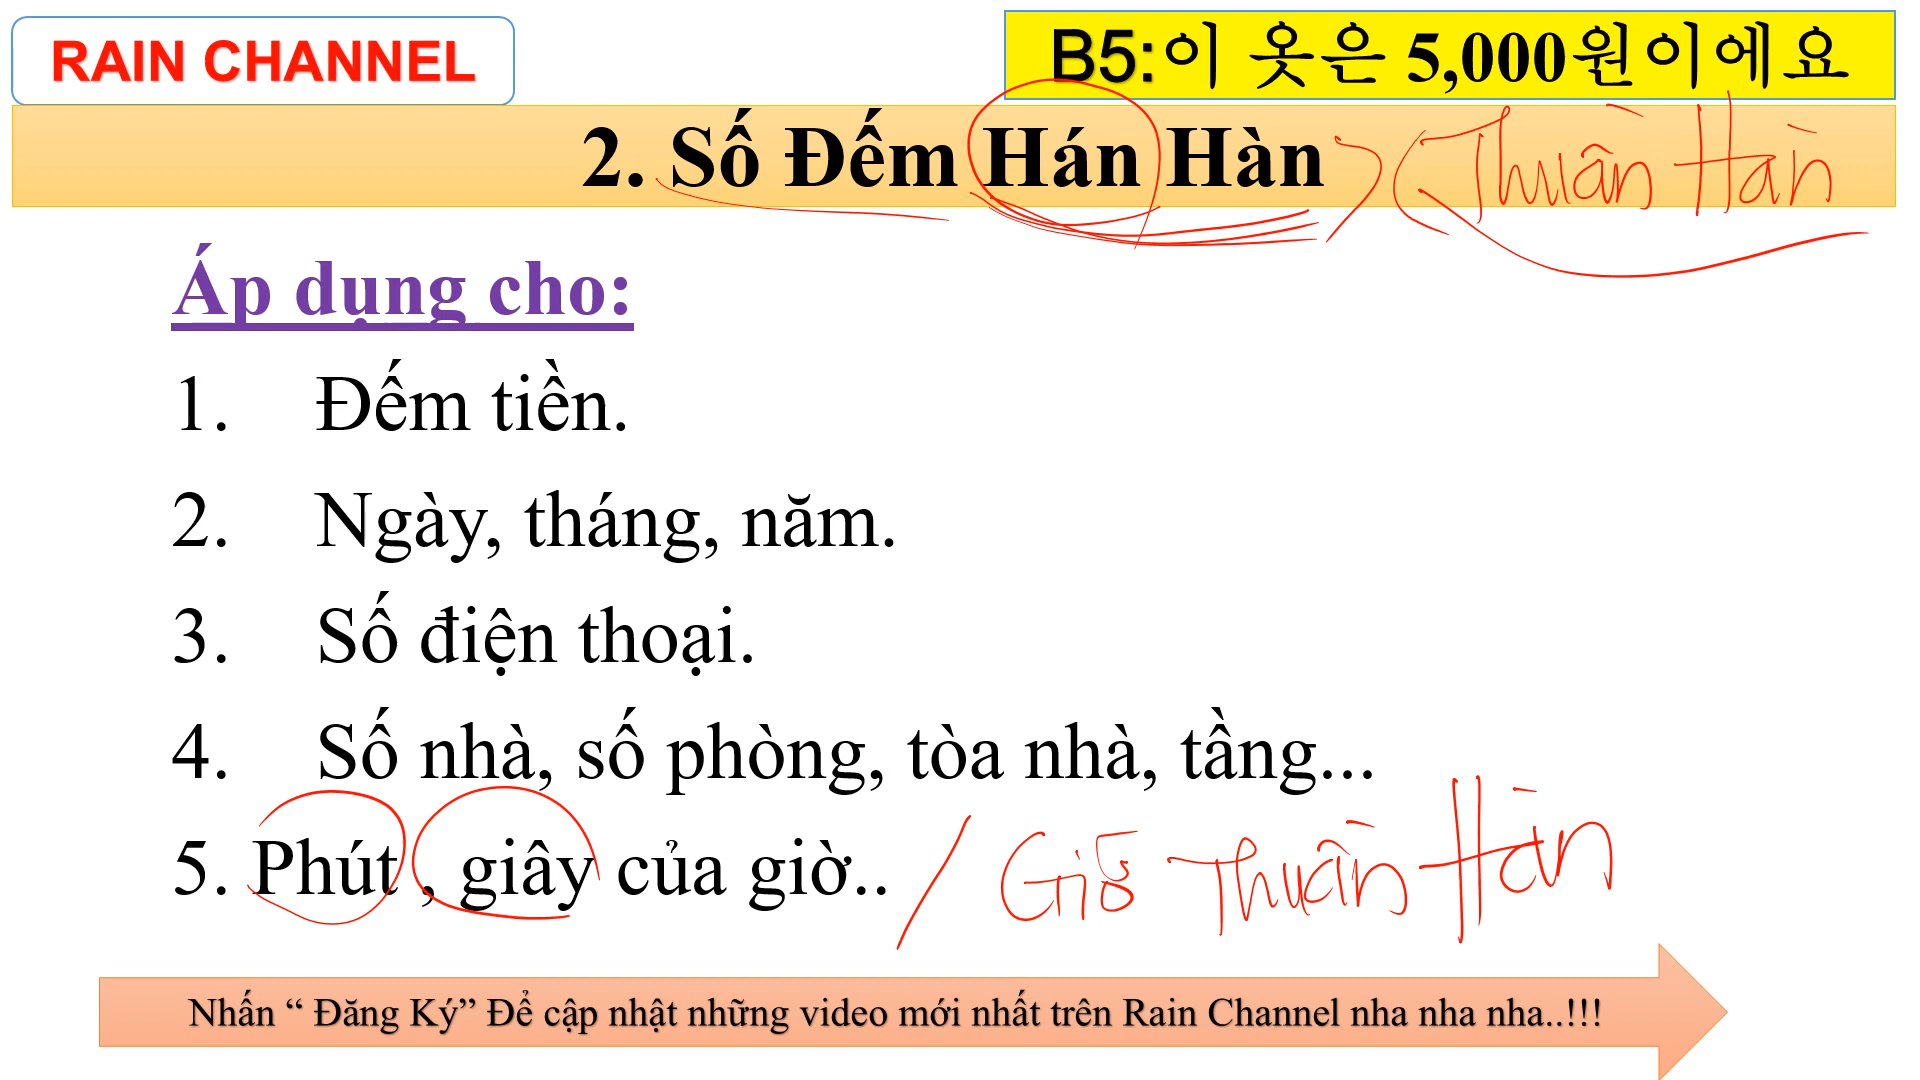 RAIN CHANNEL
B5:이 옷은 5,000원이에요
2. Số Đếm Hán Hàn
Thuần Hàn
Áp dụng cho:
1. Đếm tiền.
2. Ngày, tháng, năm.
3. Số điện thoại.
4. Số nhà, số phòng, tòa nhà, tầng...
5. Phút , giây của giờ.. / Giờ Thuần Hàn
Nhấn “ Đăng Ký” Để cập nhật những video mới nhất trên Rain Channel nha nha nha..!!!